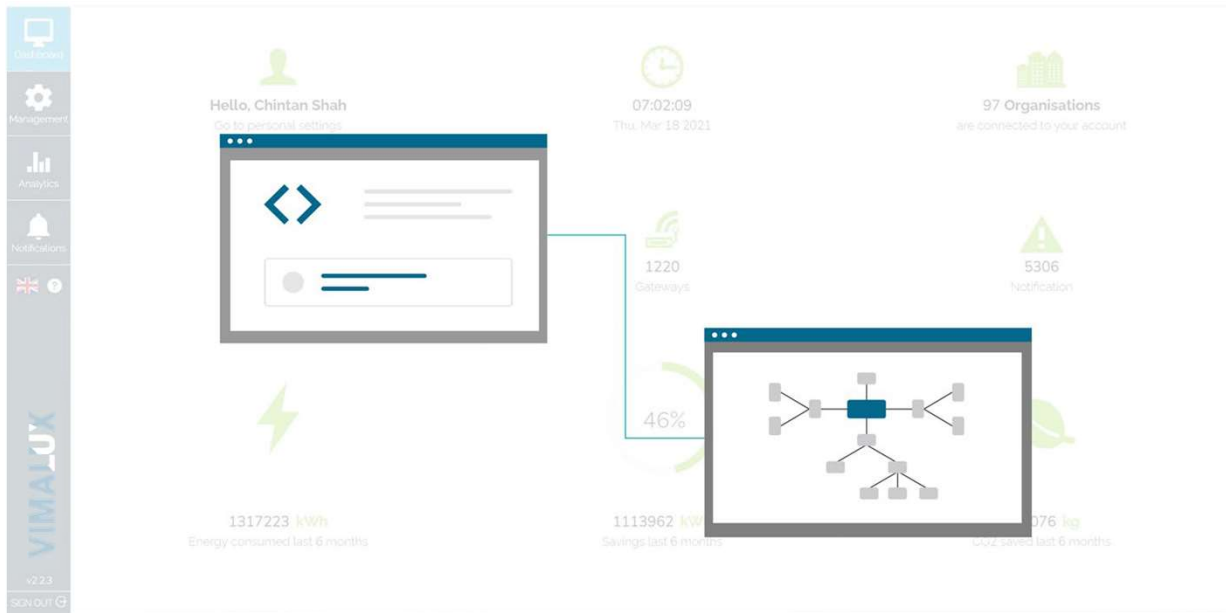 Dashboard
Management
Analytics
Notifications
VIMALUX
v2.2.3
SIGN OUT
Hello, Chintan Shah
Go to personal settings
07:02:09
Thu, Mar 18 2021
97 Organisations
are connected to your account
1220
Gateways
5306
Notification
46%
1317223 kWh
Energy consumed last 6 months
1113962 kW
Savings last 6 months
076 kg
CO2 saved last 6 months